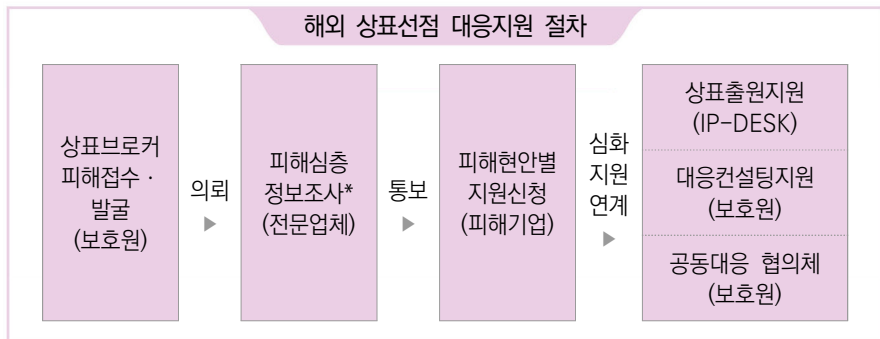 해외 상표선점 대응지원 절차
상표브로커
피해접수 ·
발굴
(보호원)
의뢰
▶
피해심층
정보조사*
(전문업체)
통보
▶
피해현안별
지원신청
(피해기업)
심화
지원
연계
▶
상표출원지원
(IP-DESK)
대응컨설팅지원
(보호원)
공동대응 협의체
(보호원)